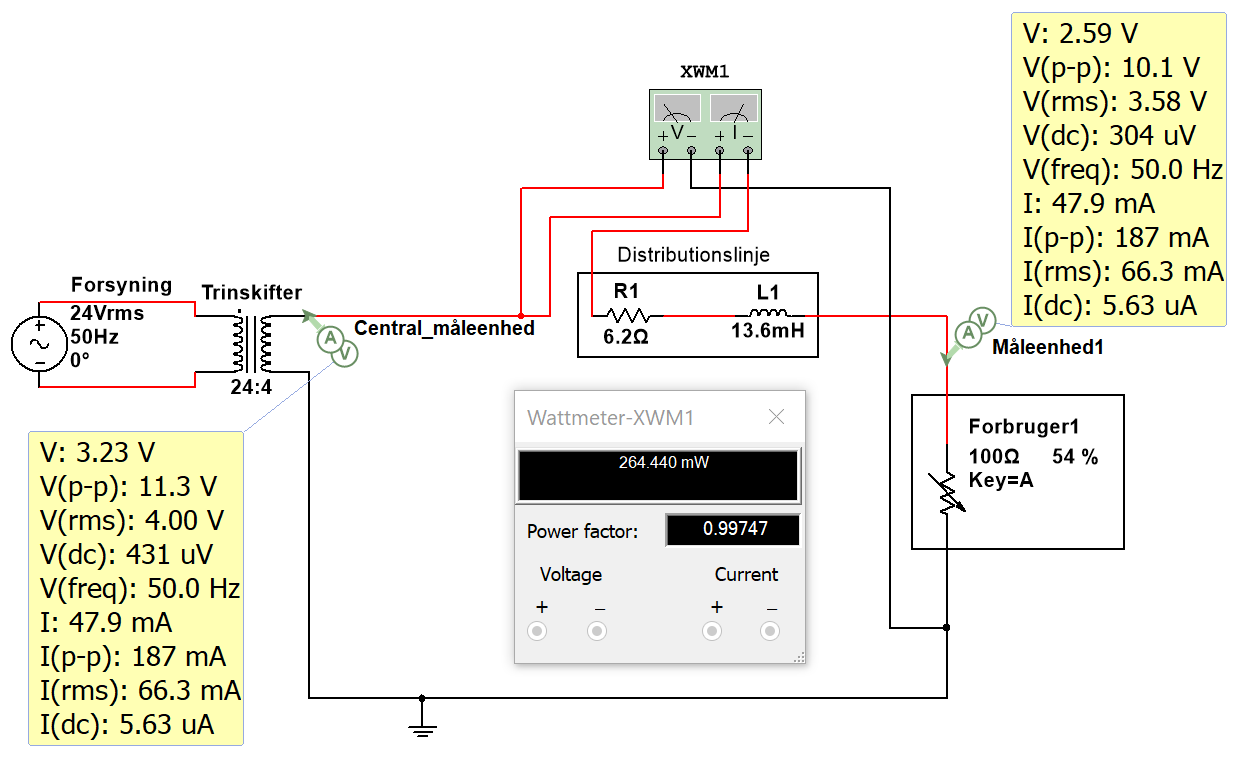 XWM1
V
I
+ − + −
V: 2.59 V
V(p-p): 10.1 V
V(rms): 3.58 V
V(dc): 304 uV
V(freq): 50.0 Hz
I: 47.9 mA
I(p-p): 187 mA
I(rms): 66.3 mA
I(dc): 5.63 uA
Distributionslinje
R1
6.2Ω
L1
13.6mH
Forsyning
24Vrms
50Hz
0°
Trinskifter
24:4
Central_måleenhed
A
V
A
V
Måleenhed1
Forbruger1
100Ω 54 %
Key=A
Wattmeter-XWM1
264.440 mW
Power factor: 0.99747
Voltage Current
+ − + −
V: 3.23 V
V(p-p): 11.3 V
V(rms): 4.00 V
V(dc): 431 uV
V(freq): 50.0 Hz
I: 47.9 mA
I(p-p): 187 mA
I(rms): 66.3 mA
I(dc): 5.63 uA